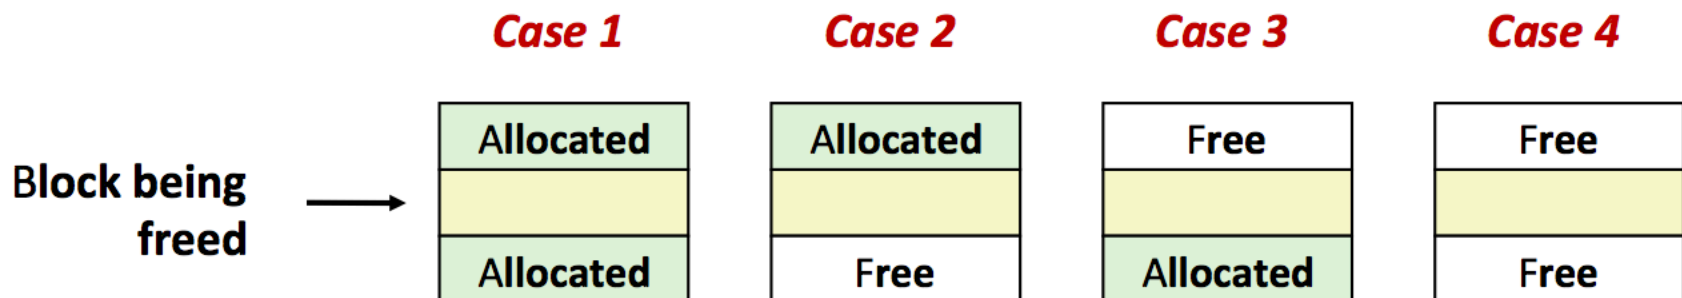 Case 1 Case 2 Case 3 Case 4
Allocated Allocated Free Free
Block being
freed
Allocated Free Allocated Free